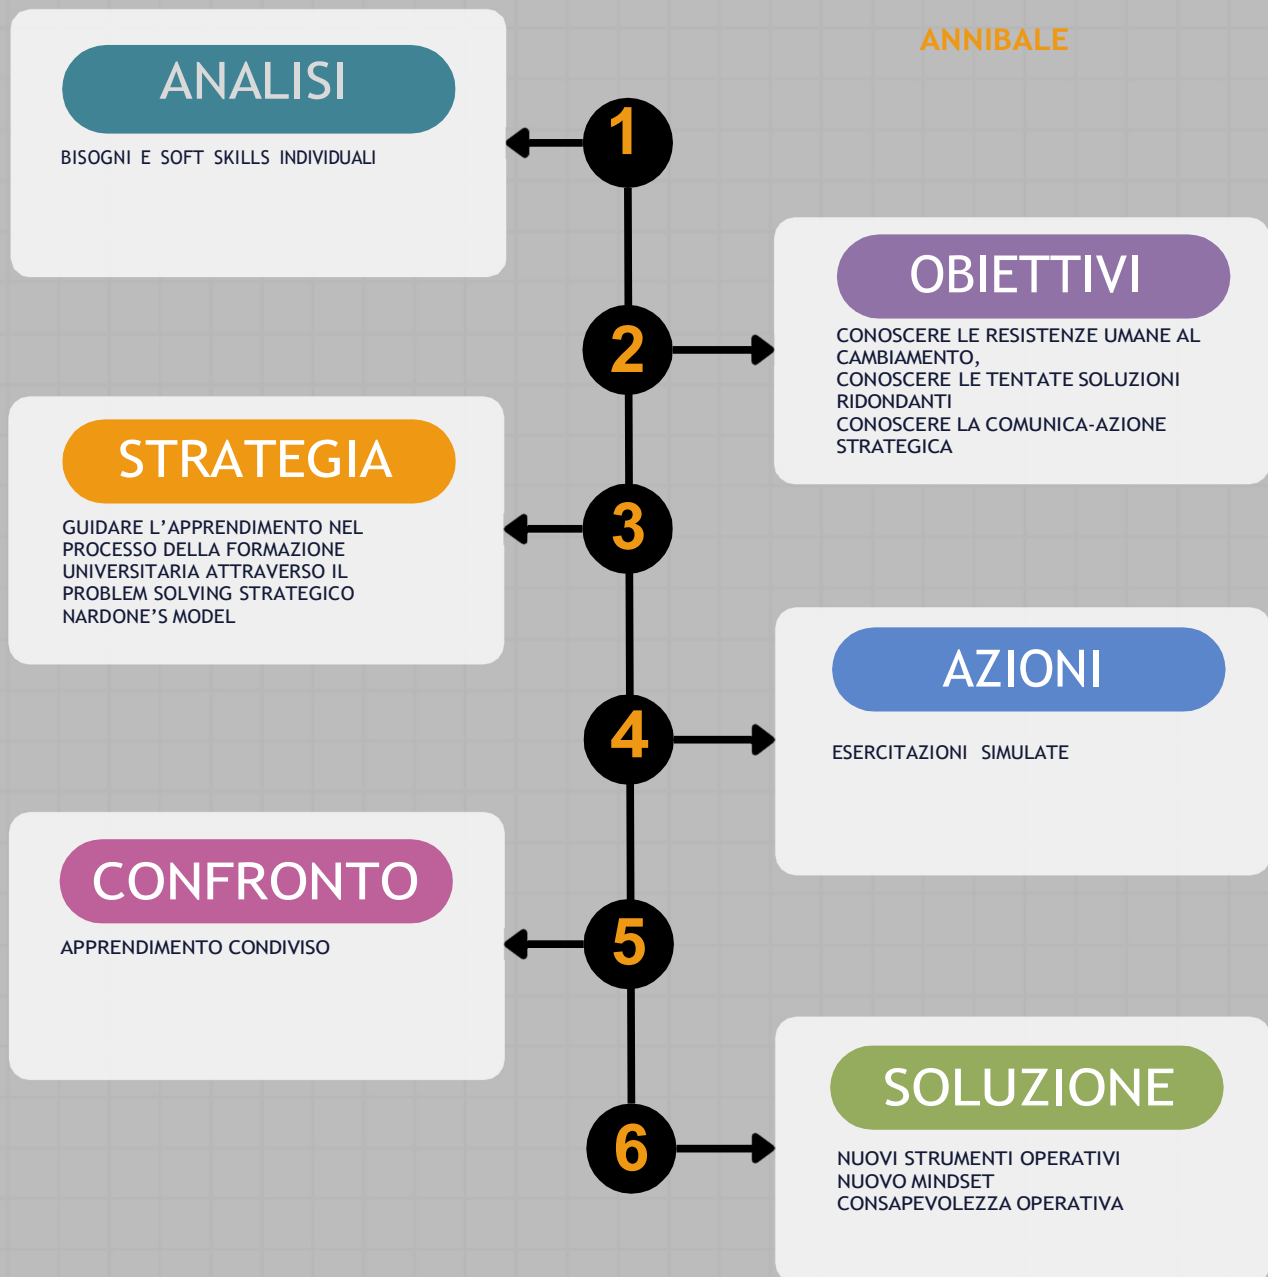 ANNIBALE
1
ANALISI
BISOGNI E SOFT SKILLS INDIVIDUALI
2
OBIETTIVI
CONOSCERE LE RESISTENZE UMANE AL
CAMBIAMENTO,
CONOSCERE LE TENTATE SOLUZIONI
RIDONDANTI
CONOSCERE LA COMUNICA-AZIONE
STRATEGICA
3
STRATEGIA
GUIDARE L’APPRENDIMENTO NEL
PROCESSO DELLA FORMAZIONE
UNIVERSITARIA ATTRAVERSO IL
PROBLEM SOLVING STRATEGICO
NARDONE’S MODEL
4
AZIONI
ESERCITAZIONI SIMULATE
5
CONFRONTO
APPRENDIMENTO CONDIVISO
6
SOLUZIONE
NUOVI STRUMENTI OPERATIVI
NUOVO MINDSET
CONSAPEVOLEZZA OPERATIVA